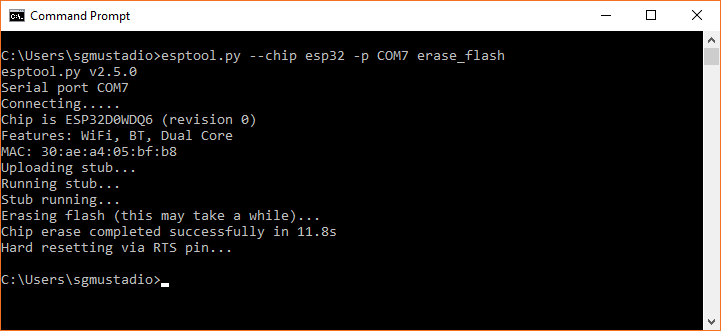 Command Prompt
C:\Users\sgmustadio>esptool.py --chip esp32 -p COM7 erase_flash
esptool.py v2.5.0
Serial port COM7
Connecting.....
Chip is ESP32D0WDQ6 (revision 0)
Features: WiFi, BT, Dual Core
MAC: 30:ae:a4:05:bf:b8
Uploading stub...
Running stub...
Stub running...
Erasing flash (this may take a while)...
Chip erase completed successfully in 11.8s
Hard resetting via RTS pin...
C:\Users\sgmustadio>